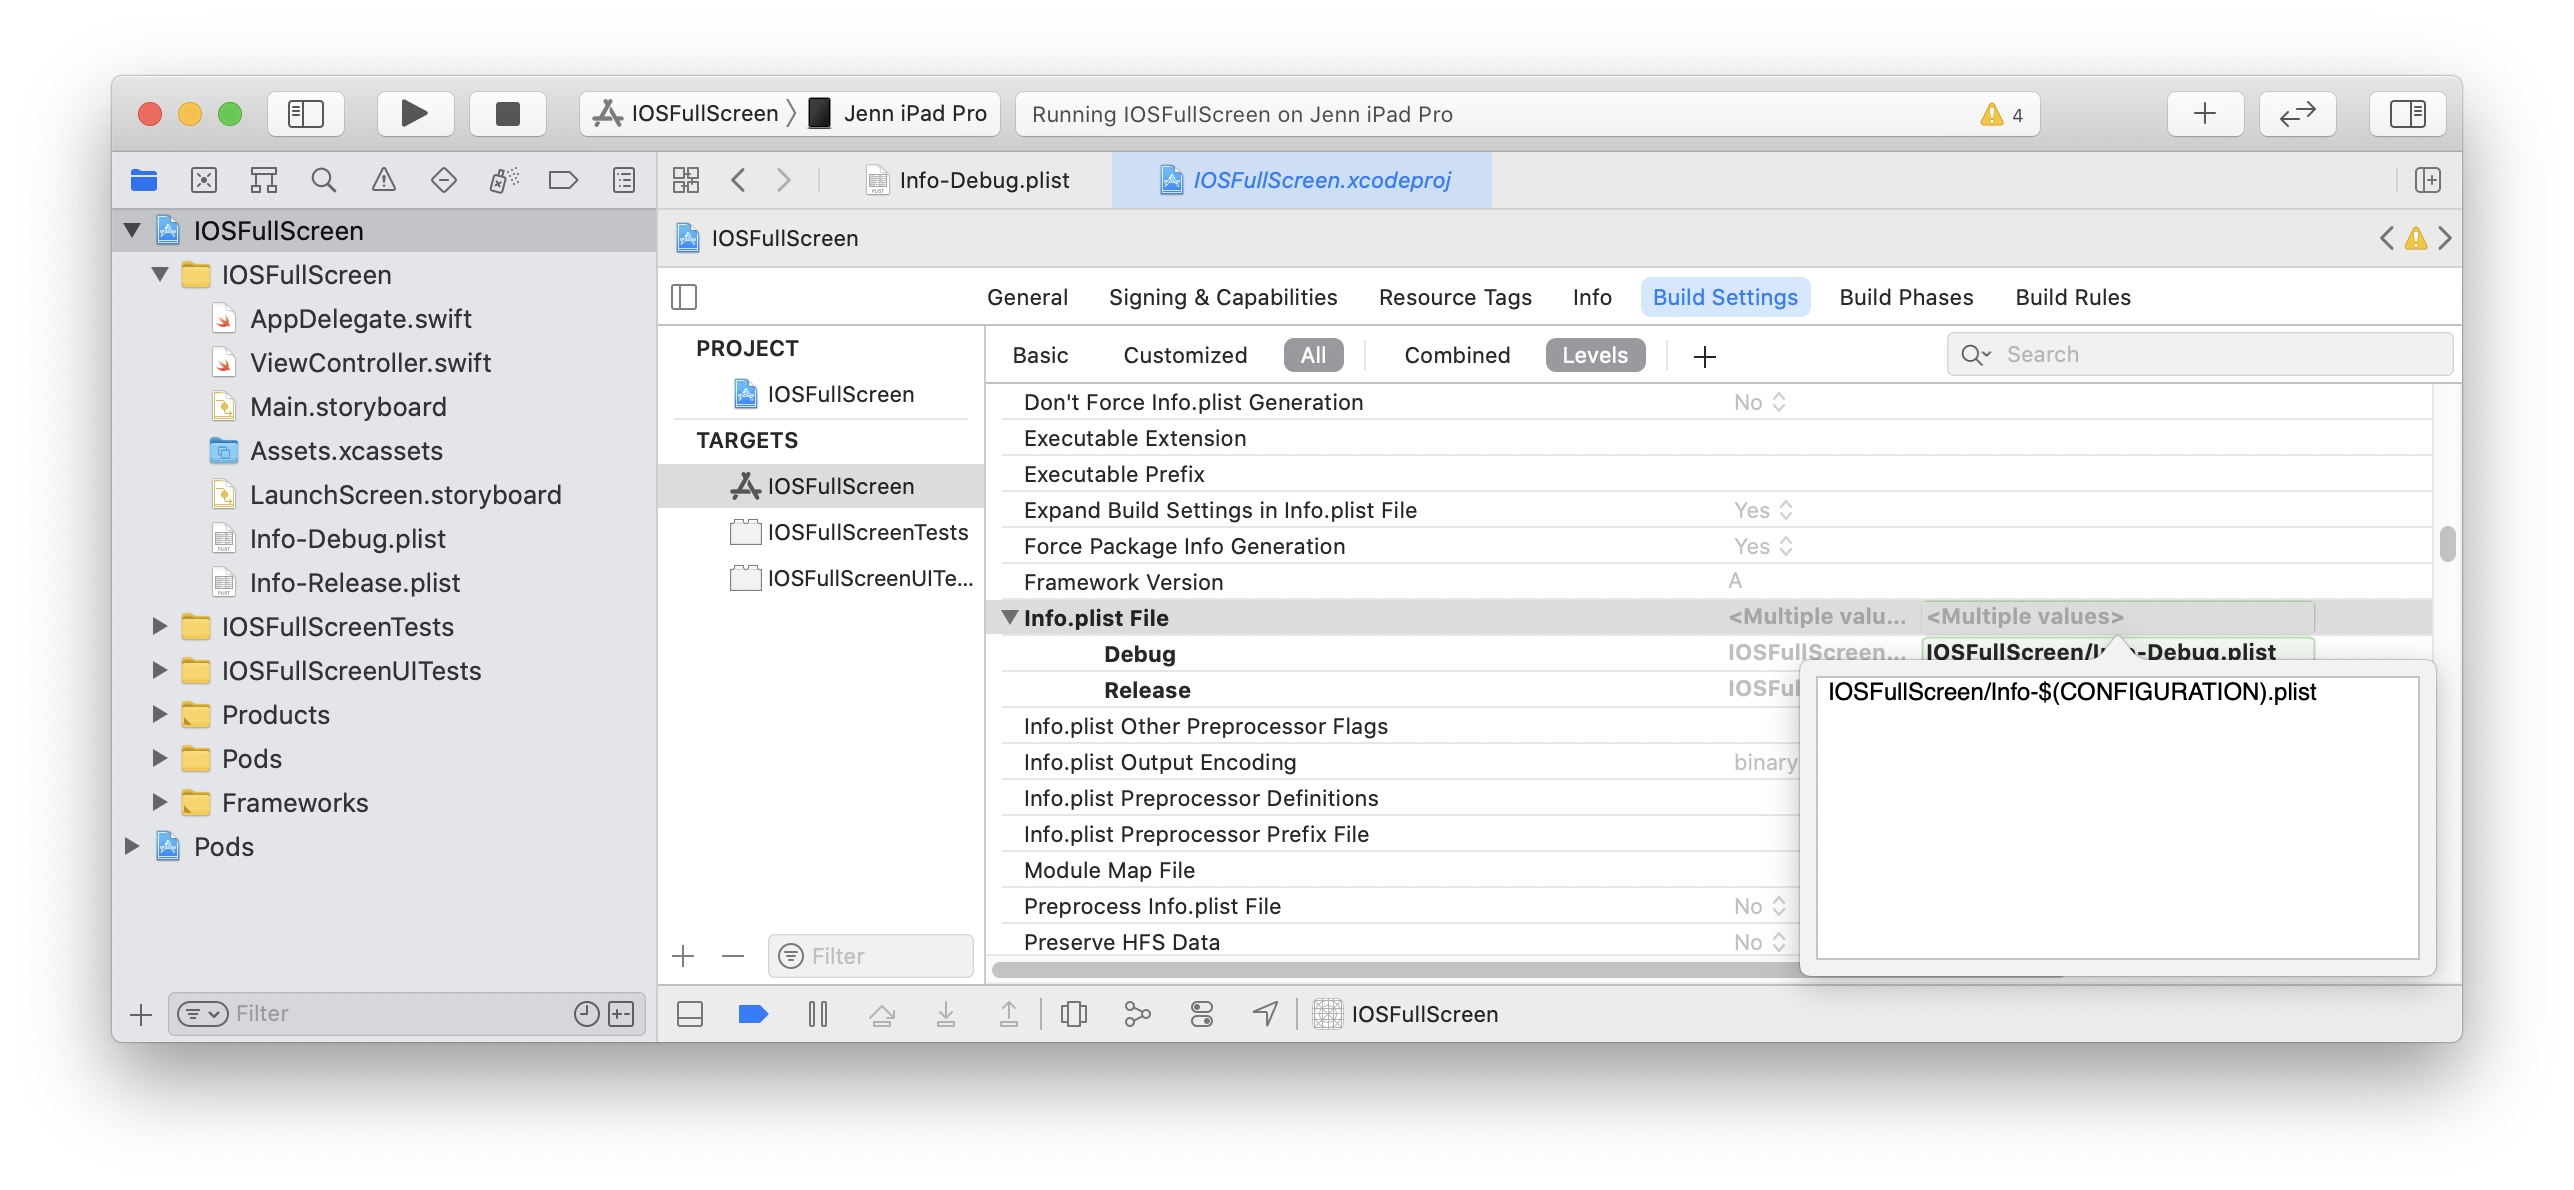 IOSFullScreen
Jenn iPad Pro
Running IOSFullScreen on Jenn iPad Pro
4
Info-Debug.plist
IOSFullScreen.xcodeproj
IOSFullScreen
IOSFullScreen
AppDelegate.swift
ViewController.swift
Main.storyboard
Assets.xcassets
LaunchScreen.storyboard
Info-Debug.plist
Info-Release.plist
IOSFullScreenTests
IOSFullScreenUITests
Products
Pods
Frameworks
Pods
Filter
IOSFullScreen
General
Signing & Capabilities
Resource Tags
Info
Build Settings
Build Phases
Build Rules
PROJECT
IOSFullScreen
TARGETS
IOSFullScreen
IOSFullScreenTests
IOSFullScreenUITe...
Filter
Basic
Customized
All
Combined
Levels
Search
Don't Force Info.plist Generation
No
Executable Extension
Executable Prefix
Expand Build Settings in Info.plist File
Yes
Force Package Info Generation
Yes
Framework Version
A
Info.plist File
<Multiple valu...
<Multiple values>
Debug
IOSFullScreen...
IOSFullScreen/Info-Debug.plist
Release
IOSFul
IOSFullScreen/Info-$(CONFIGURATION).plist
Info.plist Other Preprocessor Flags
Info.plist Output Encoding
binary
Info.plist Preprocessor Definitions
Info.plist Preprocessor Prefix File
Module Map File
Preprocess Info.plist File
No
Preserve HFS Data
No
IOSFullScreen